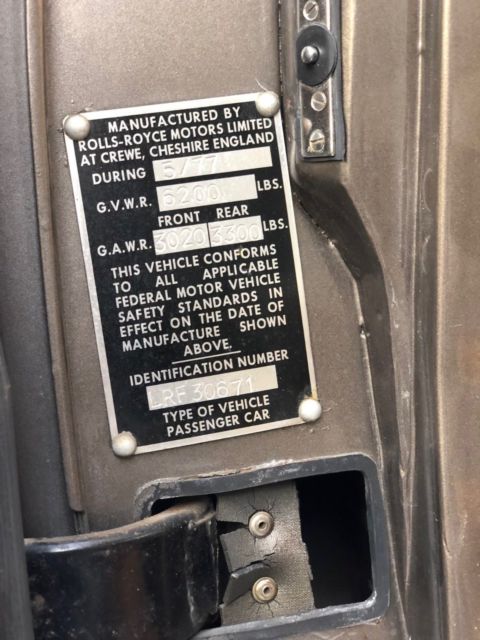 MANUFACTURED BY
ROLLS-ROYCE MOTORS LIMITED
AT CREWE, CHESHIRE ENGLAND
DURING 5/77
G.V.W.R. 6200 LBS.
FRONT REAR
G.A.W.R. 3020 3300 LBS.
THIS VEHICLE CONFORMS
TO ALL APPLICABLE
FEDERAL MOTOR VEHICLE
SAFETY STANDARDS IN
EFFECT ON THE DATE OF
MANUFACTURE SHOWN
ABOVE.
IDENTIFICATION NUMBER
LRF30671
TYPE OF VEHICLE
PASSENGER CAR